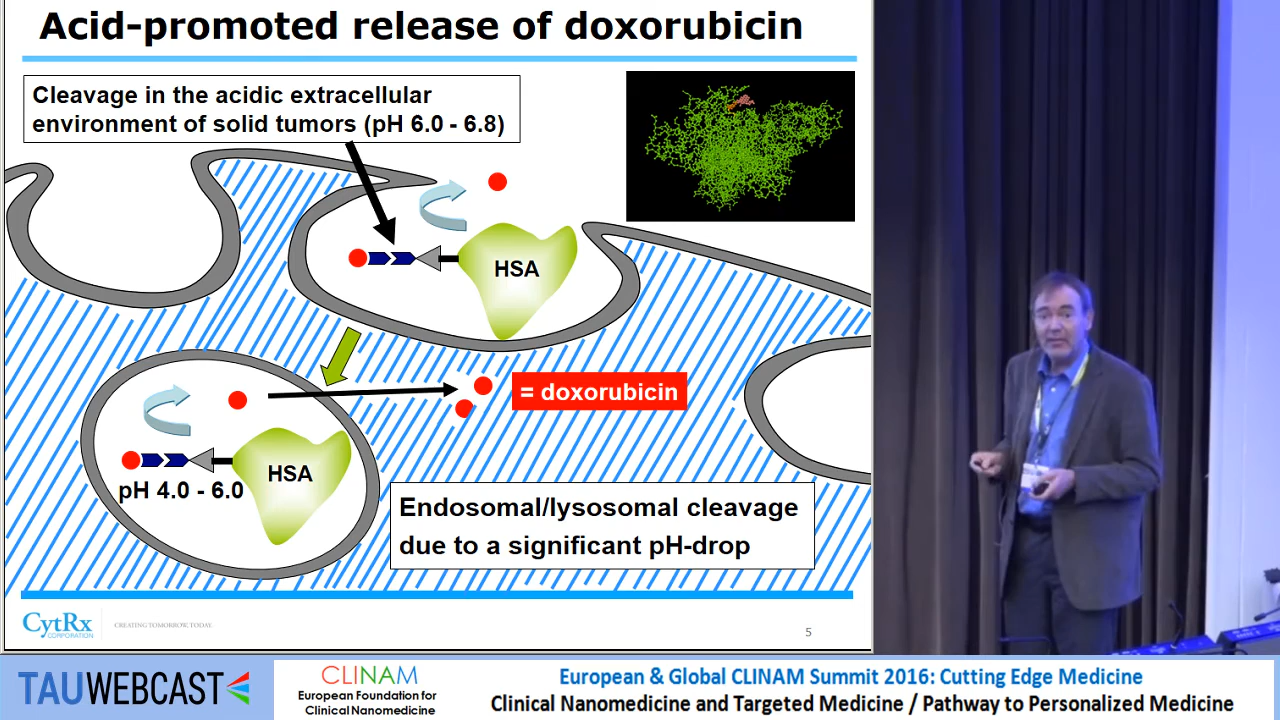 Acid-promoted release of doxorubicin
Cleavage in the acidic extracellular
environment of solid tumors (pH 6.0 - 6.8)
HSA
= doxorubicin
HSA
pH 4.0 - 6.0
Endosomal/lysosomal cleavage
due to a significant pH-drop
CytRx
CORPORATION
CREATING TOMORROW TODAY
5
TAUWEBCAST
CLINAM
European Foundation for
Clinical Nanomedicine
European & Global CLINAM Summit 2016: Cutting Edge Medicine
Clinical Nanomedicine and Targeted Medicine / Pathway to Personalized Medicine